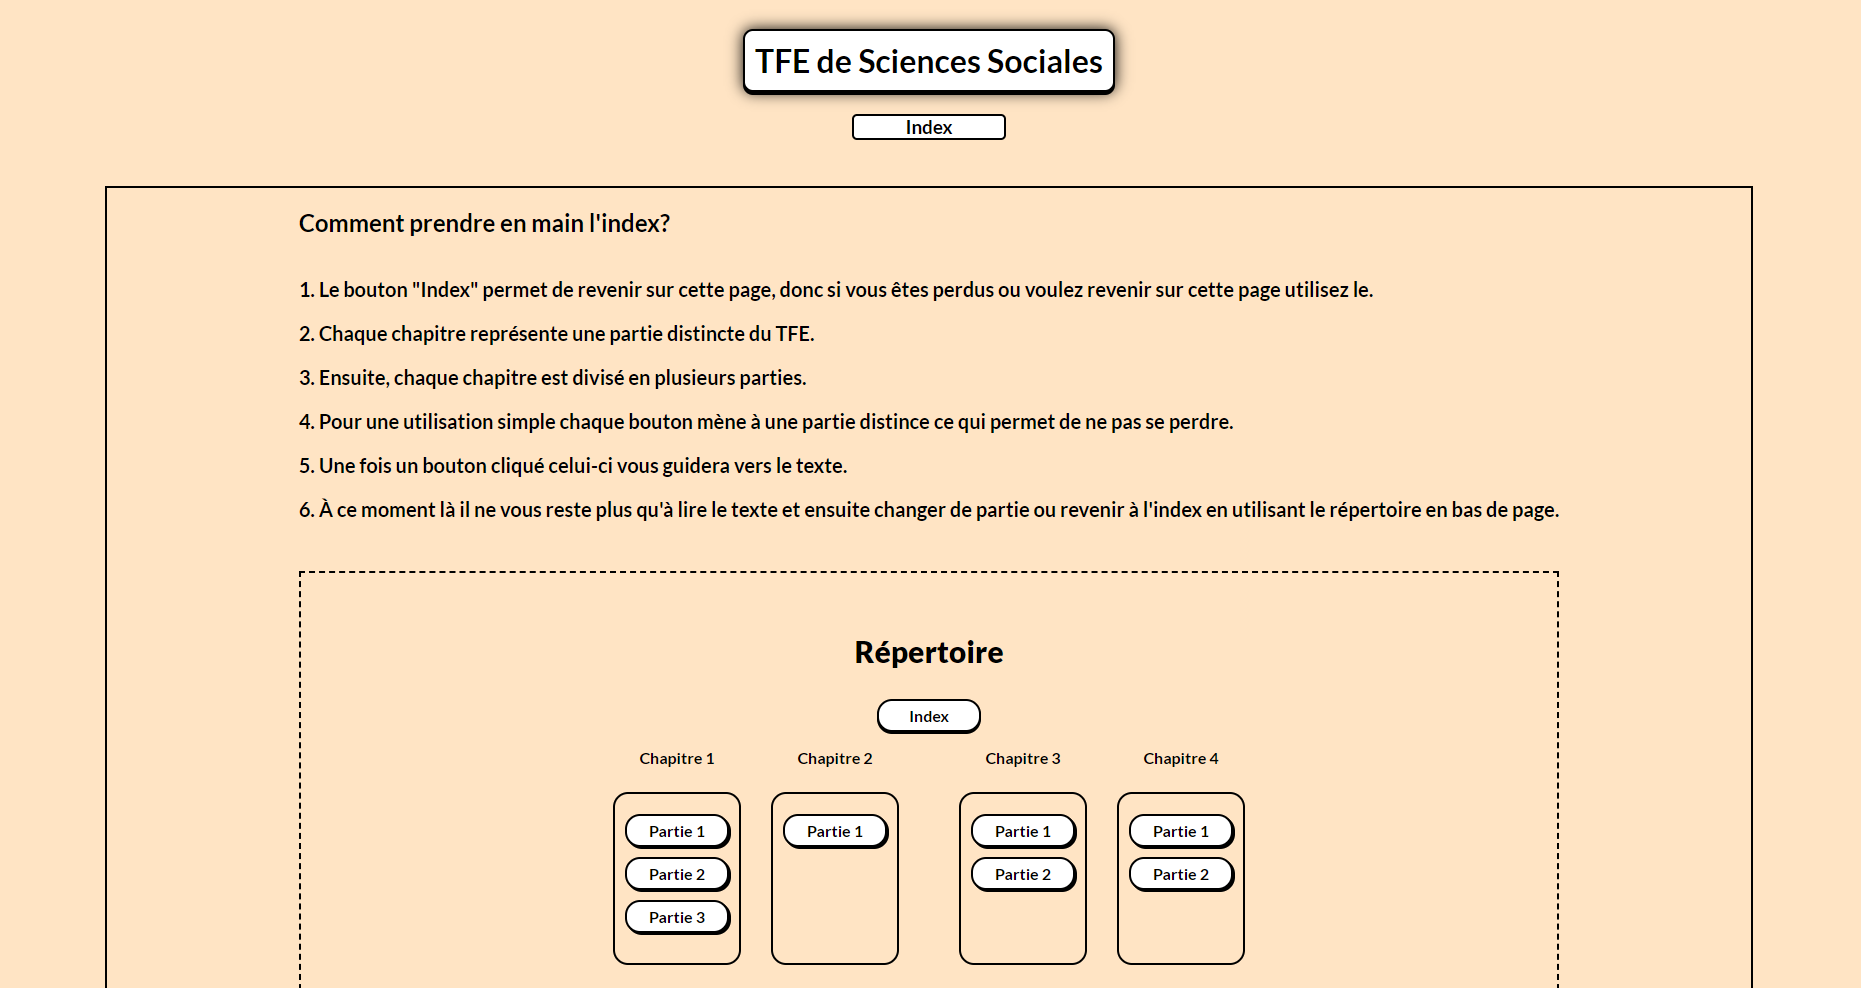 TFE de Sciences Sociales
Index
Comment prendre en main l'index?
1. Le bouton "Index" permet de revenir sur cette page, donc si vous êtes perdus ou voulez revenir sur cette page utilisez le.
2. Chaque chapitre représente une partie distincte du TFE.
3. Ensuite, chaque chapitre est divisé en plusieurs parties.
4. Pour une utilisation simple chaque bouton mène à une partie distince ce qui permet de ne pas se perdre.
5. Une fois un bouton cliqué celui-ci vous guidera vers le texte.
6. À ce moment là il ne vous reste plus qu'à lire le texte et ensuite changer de partie ou revenir à l'index en utilisant le répertoire en bas de page.
Répertoire
Index
Chapitre 1
Partie 1
Partie 2
Partie 3
Chapitre 2
Partie 1
Chapitre 3
Partie 1
Partie 2
Chapitre 4
Partie 1
Partie 2